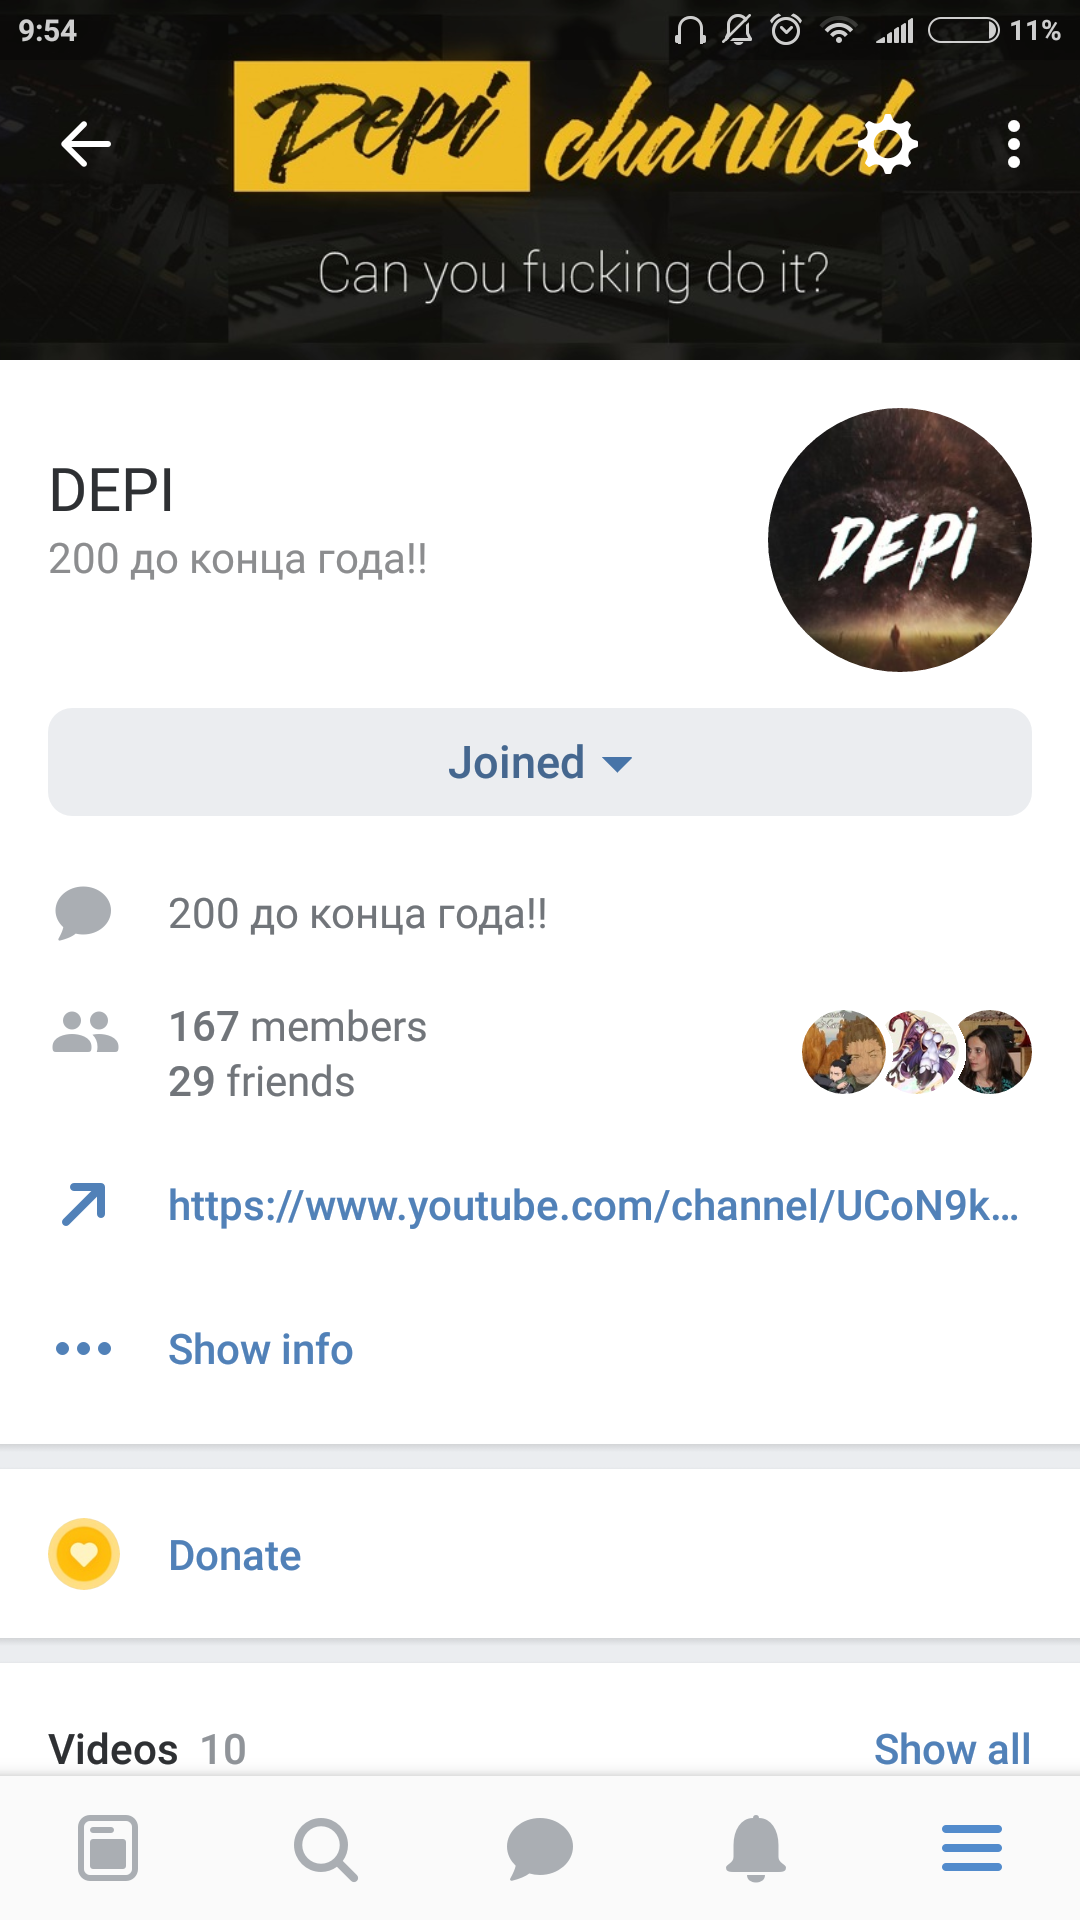 9:54
11%
Depi channel
Can you fucking do it?
DEPI
200 до конца года!!
DEPi
Joined
200 до конца года!!
167 members
29 friends
https://www.youtube.com/channel/UCoN9k...
Show info
Donate
Videos 10
Show all